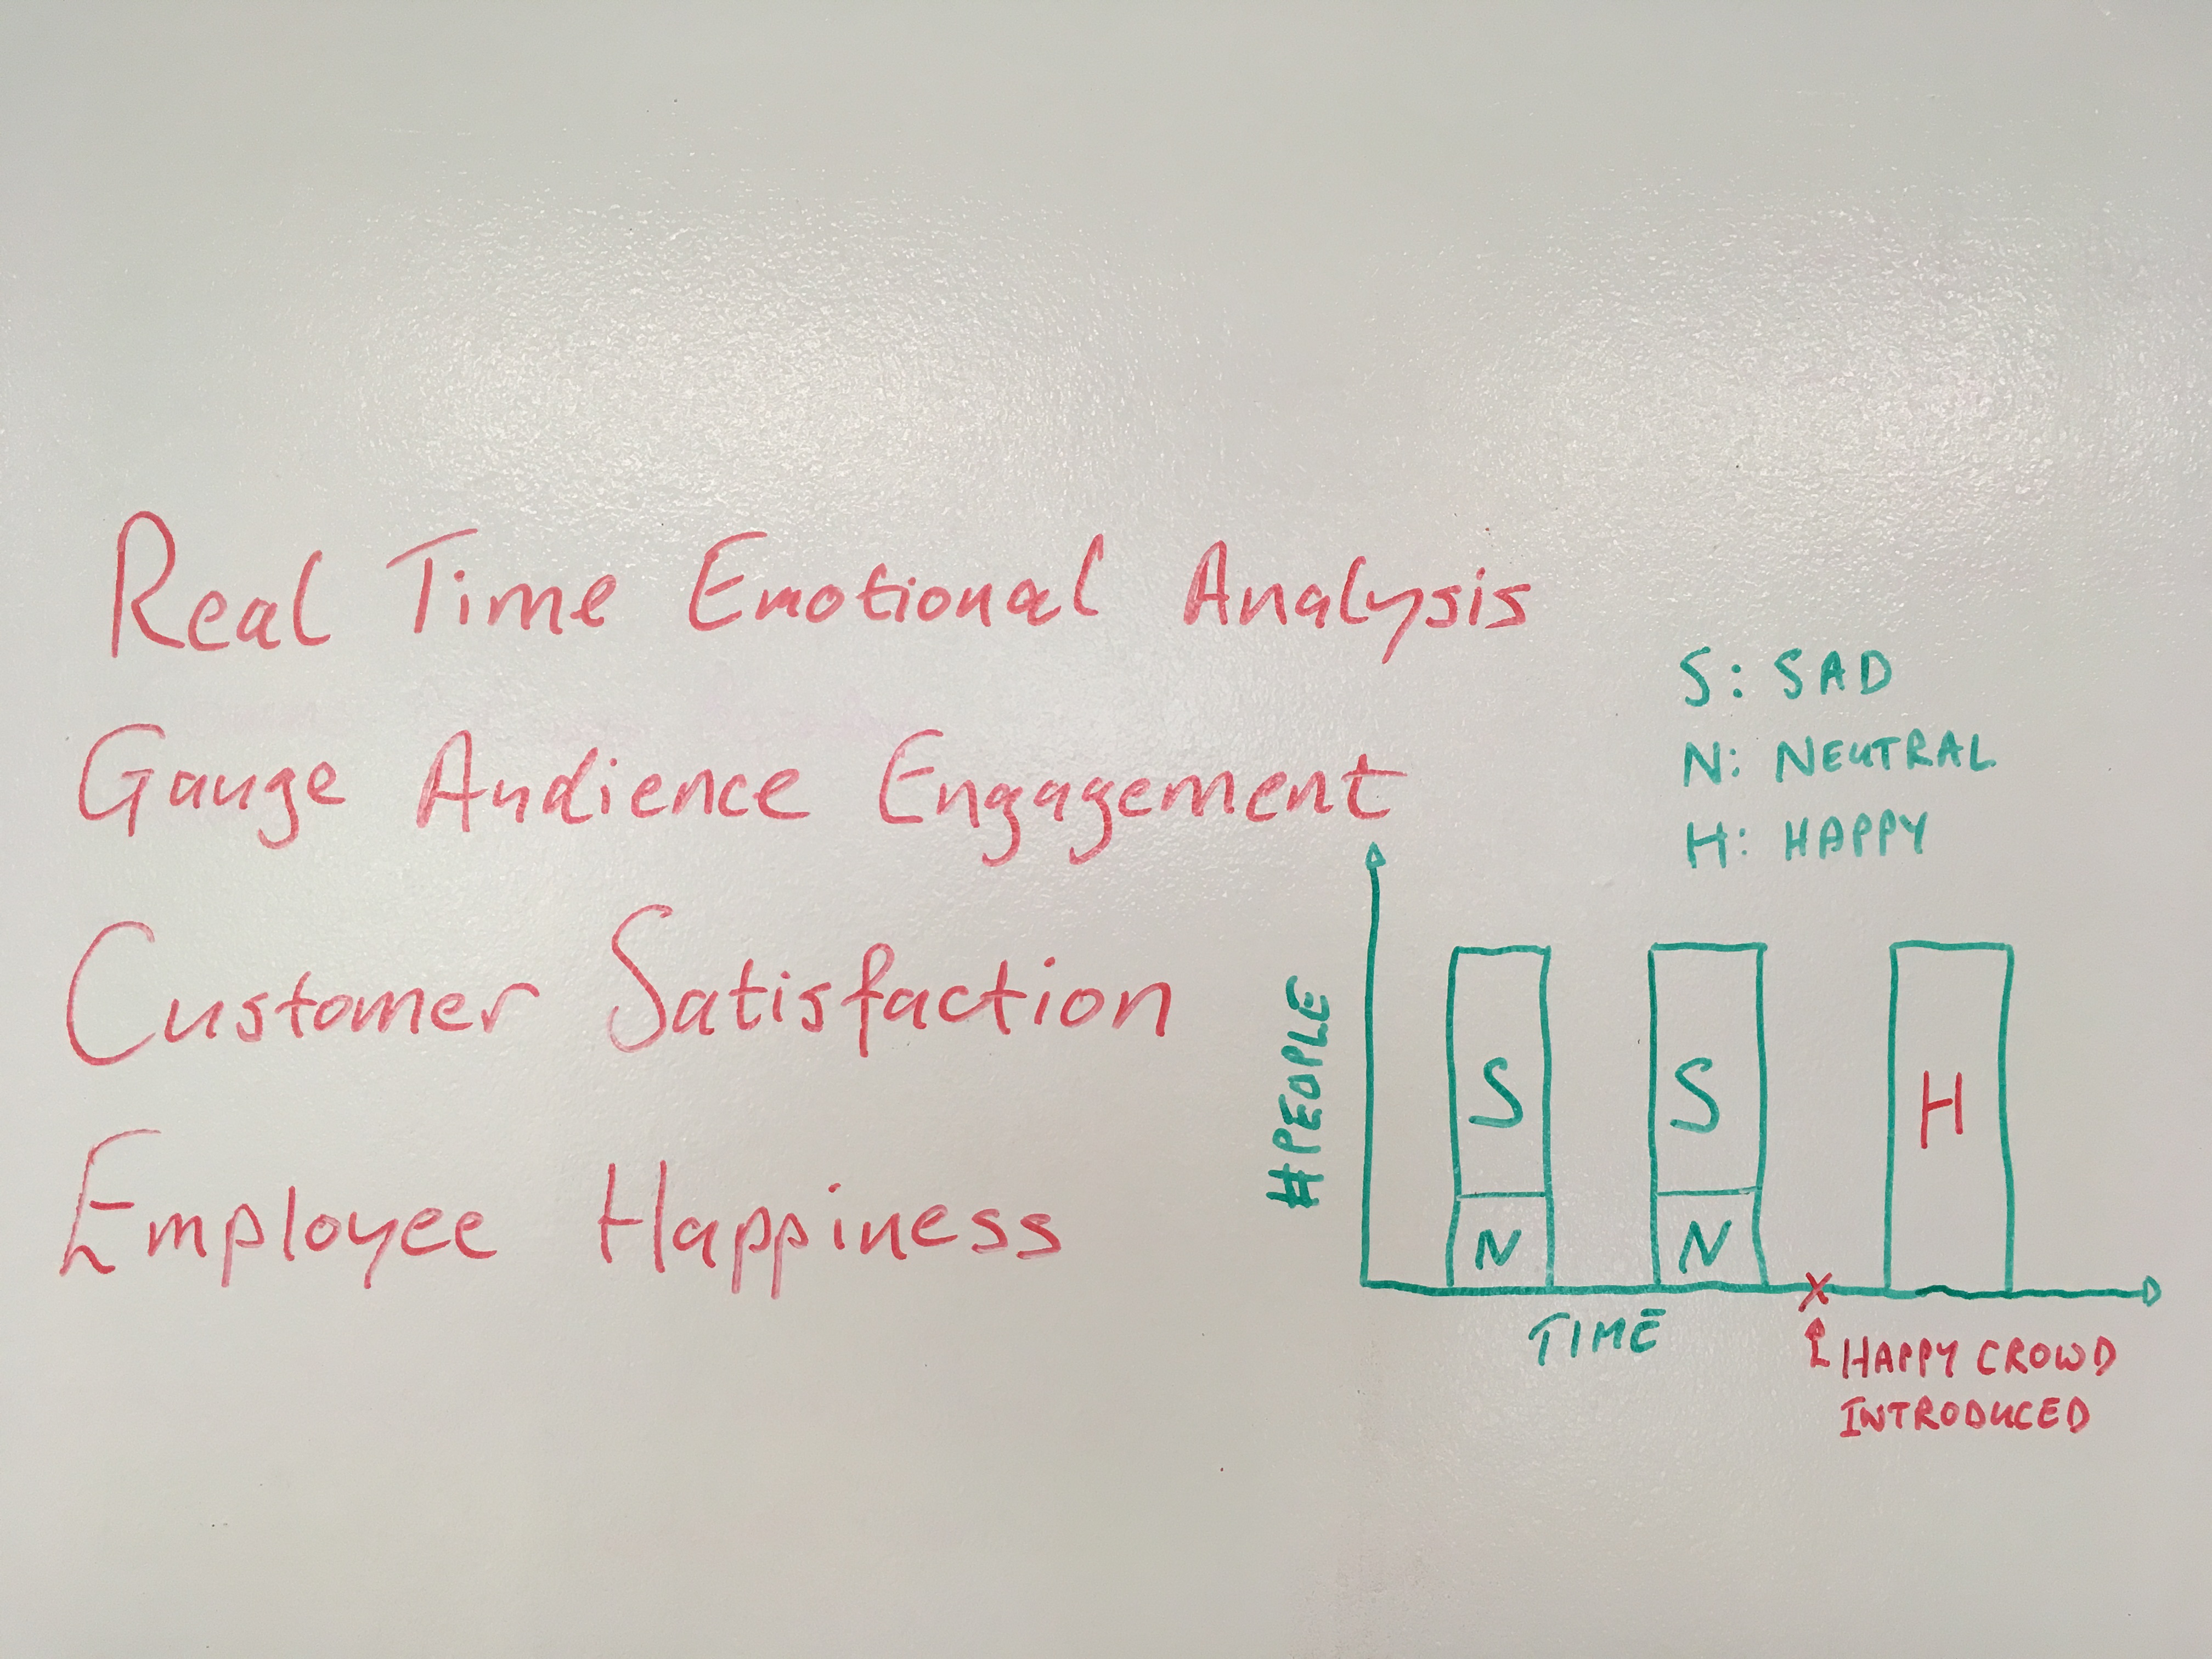 Real Time Emotional Analysis
Gauge Audience Engagement
Customer Satisfaction
Employee Happiness
S: SAD
N: NEUTRAL
H: HAPPY
#PEOPLE
S
S
H
N
N
TIME
X
HAPPY CROWD
INTRODUCED